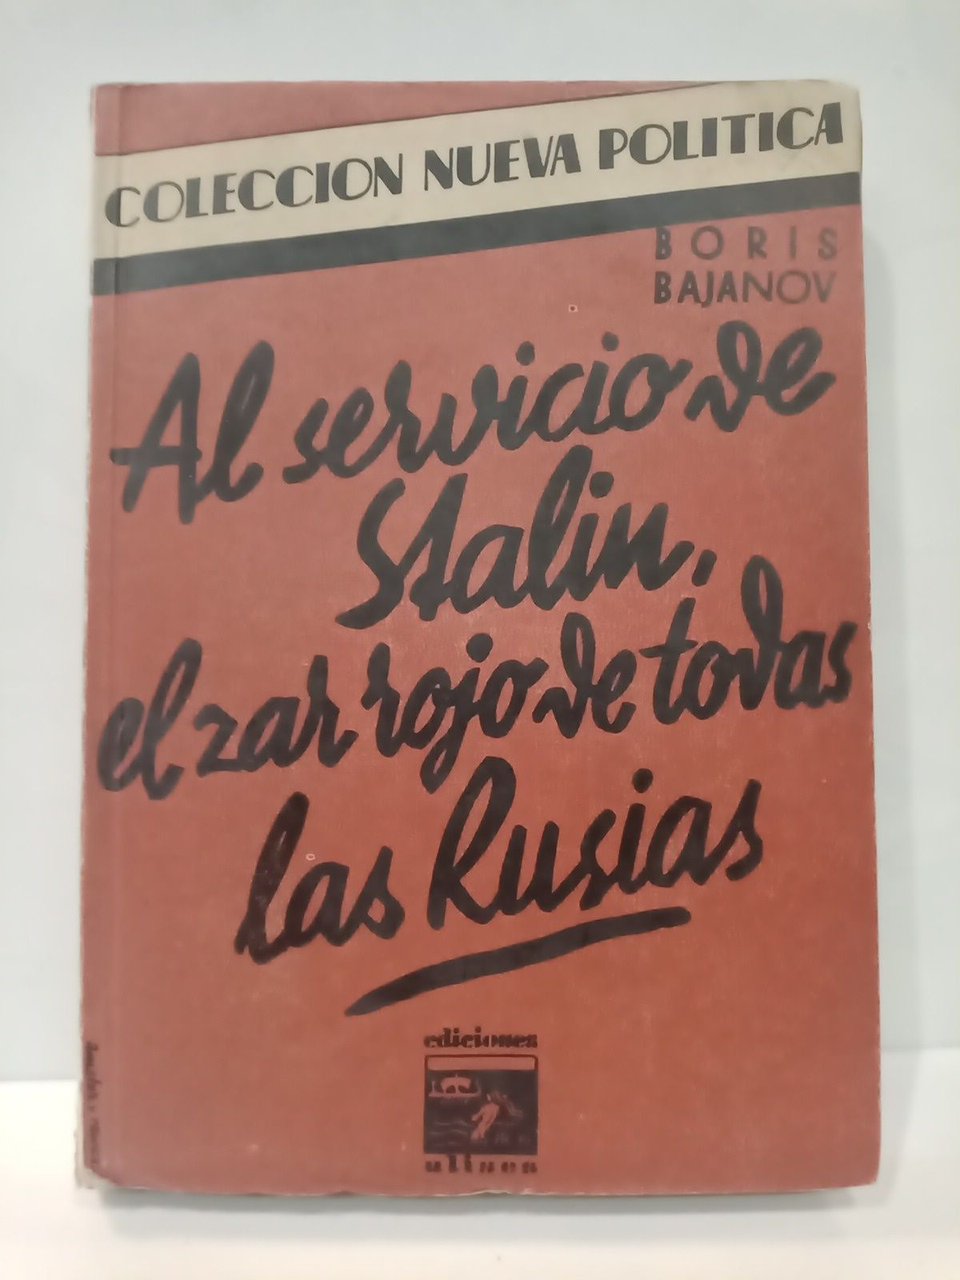 COLECCION NUEVA POLITICA
BORIS
BAJANOV
Al servicio de
Stalin,
el zar rojo de todas
las Rusias
ediciones
ulises